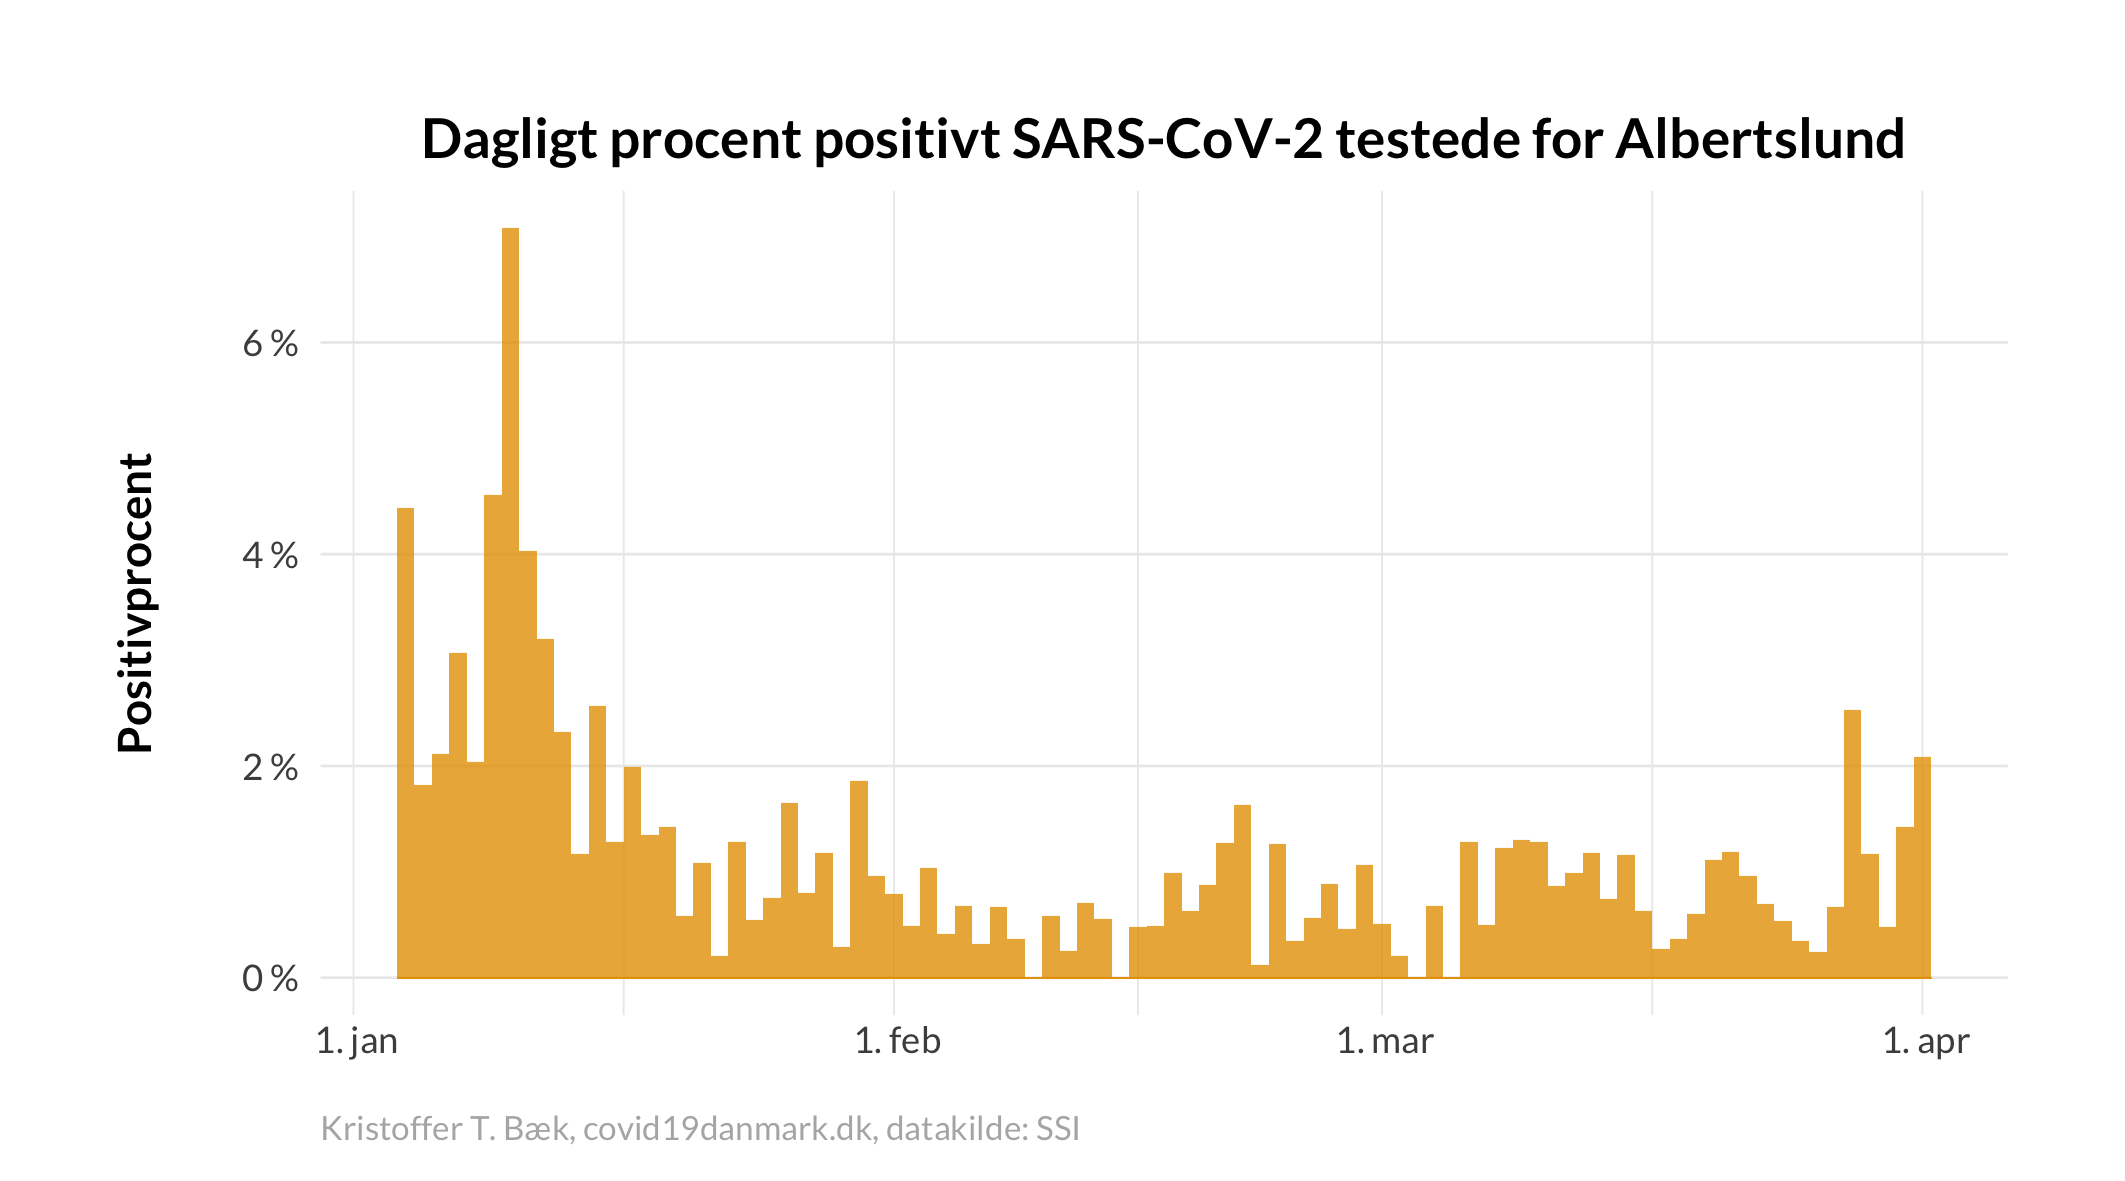 Dagligt procent positivt SARS-CoV-2 testede for Albertslund
Positivprocent
6 %
4 %
2 %
0 %
1. jan
1. feb
1. mar
1. apr
Kristoffer T. Bæk, covid19danmark.dk, datakilde: SSI